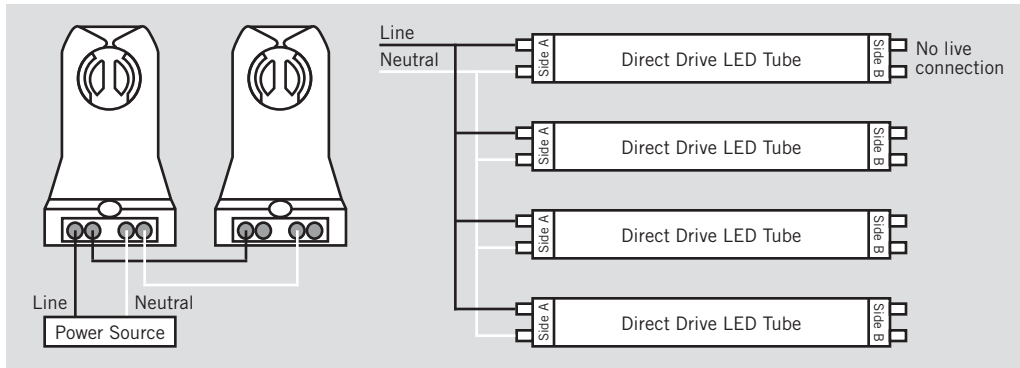 Line
Neutral
Power Source
Line
Neutral
Side A
Direct Drive LED Tube
Side B
No live
connection
Side A
Direct Drive LED Tube
Side B
Side A
Direct Drive LED Tube
Side B
Side A
Direct Drive LED Tube
Side B